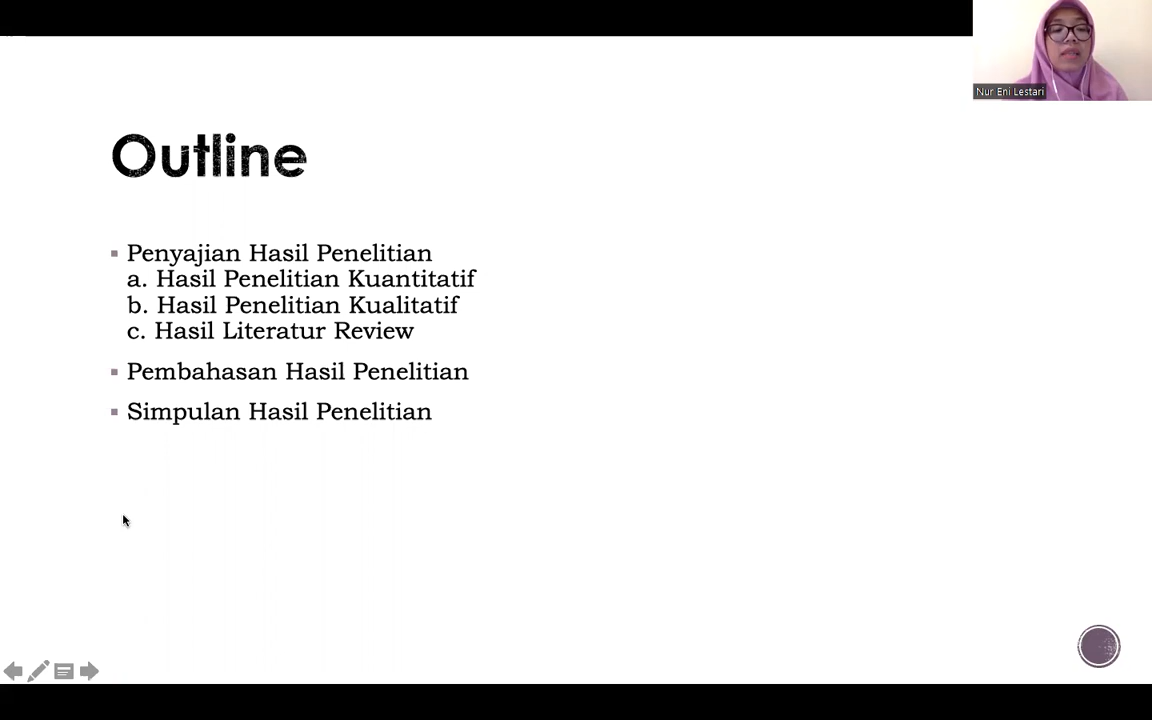 Nur Eni Lestari
Outline
▪ Penyajian Hasil Penelitian
a. Hasil Penelitian Kuantitatif
b. Hasil Penelitian Kualitatif
c. Hasil Literatur Review
▪ Pembahasan Hasil Penelitian
▪ Simpulan Hasil Penelitian